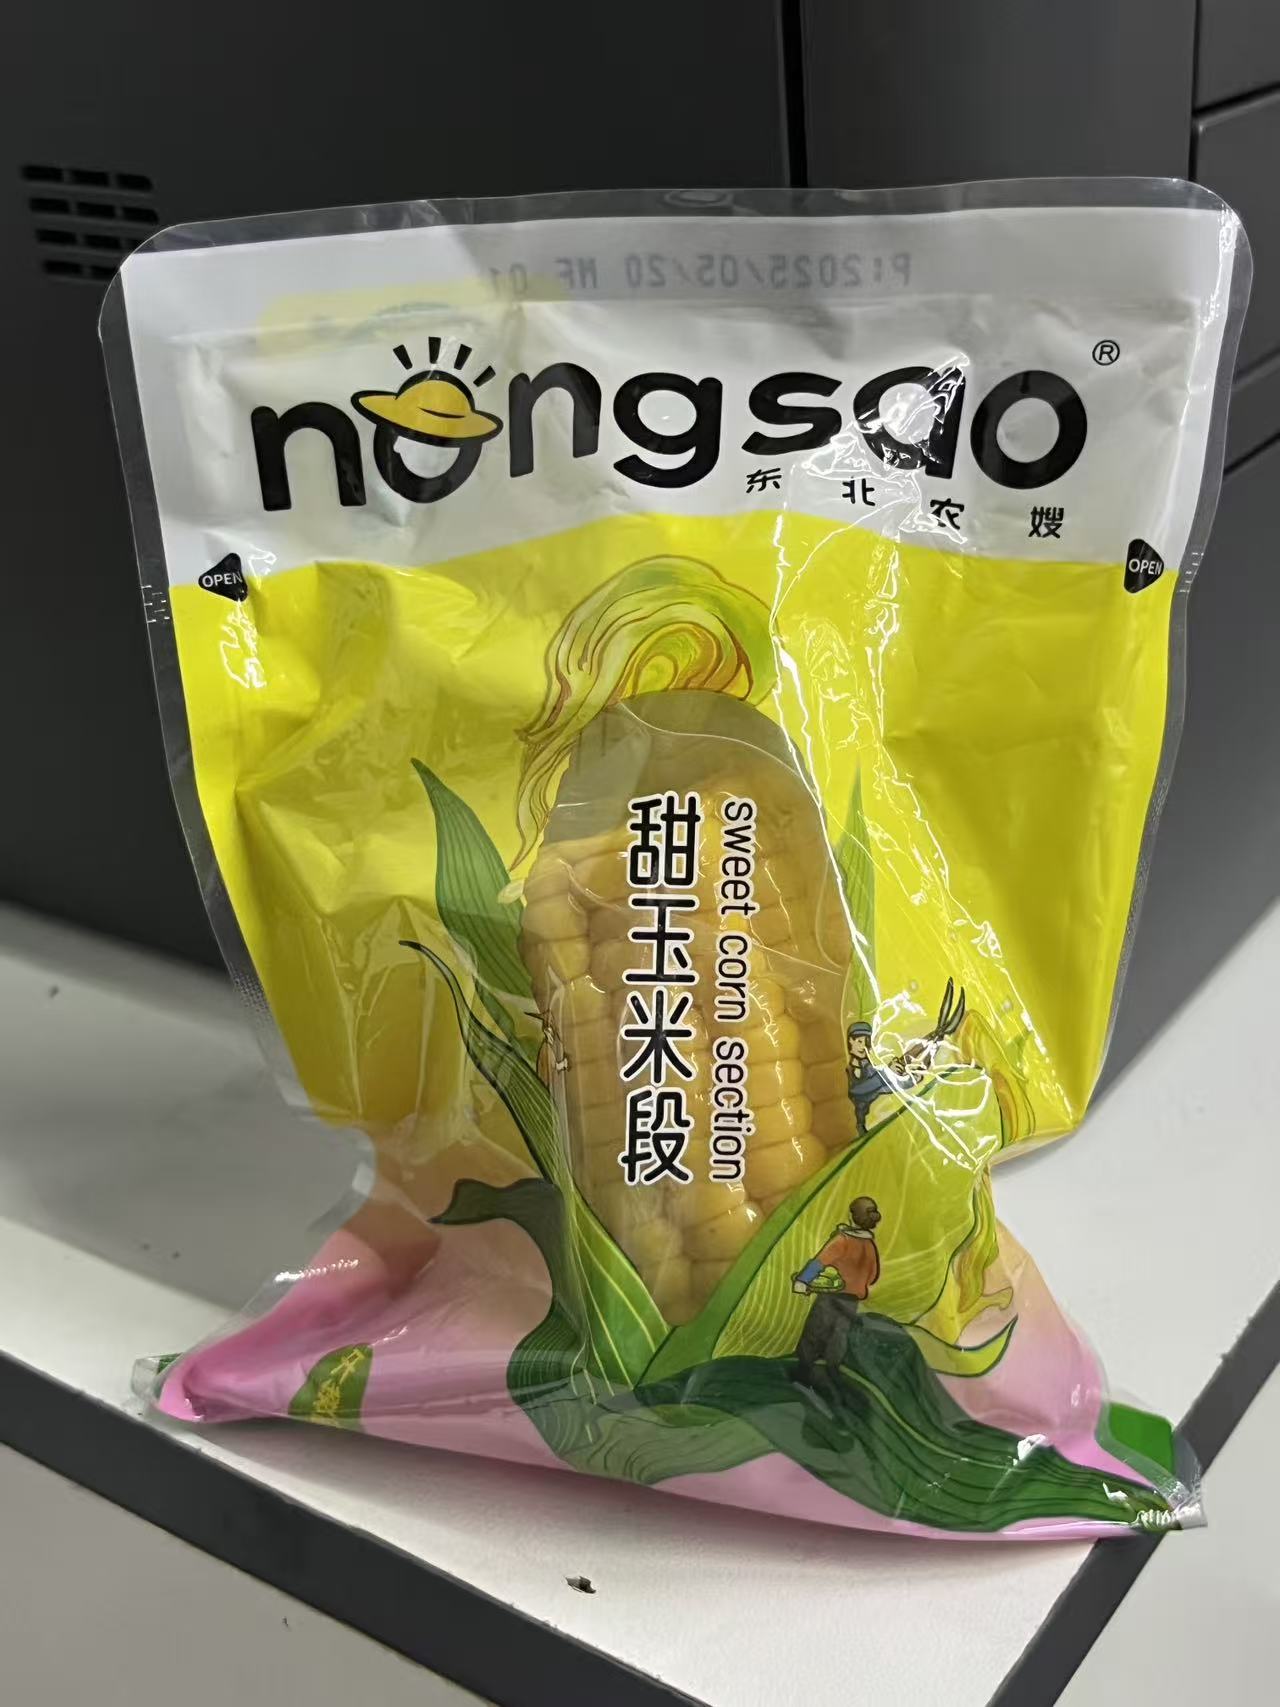 P:2025/05/20 MF 01
nongsao®
东北农嫂
OPEN
OPEN
甜玉米段
sweet corn section